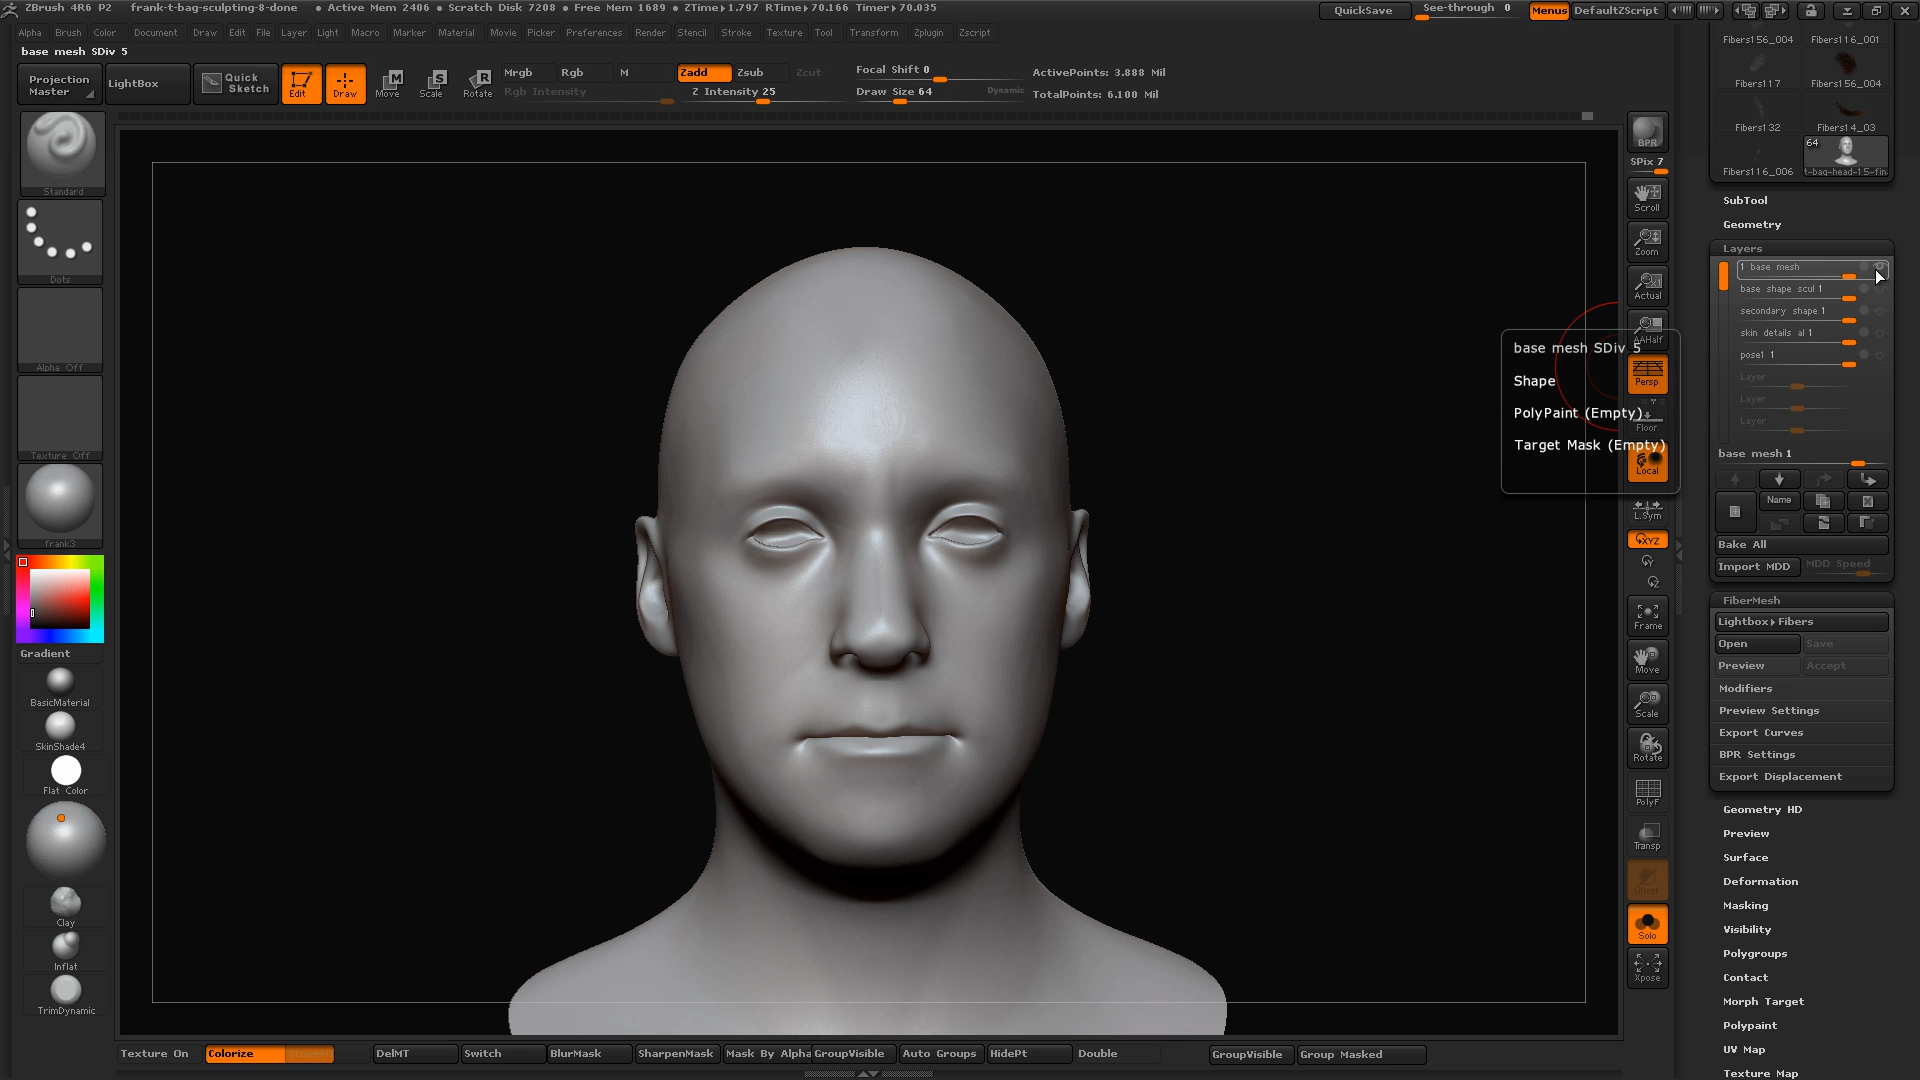 ZBrush 4R6 P2 frank-t-bag-sculpting-8-done • Active Mem 2406 • Scratch Disk 7208 • Free Mem 1689 • ZTime▸1.797 RTime▸70.166 Timer▸70.035 QuickSave See-through 0 Menus DefaultZScript
Alpha Brush Color Document Draw Edit File Layer Light Macro Marker Material Movie Picker Preferences Render Stencil Stroke Texture Tool Transform Zplugin Zscript
base mesh SDiv 5
Projection Master
LightBox
Quick Sketch
Edit
Draw
Move
Scale
Rotate
Mrgb Rgb M
Rgb Intensity
Zadd Zsub Zcut
Z Intensity 25
Focal Shift 0
Draw Size 64 Dynamic
ActivePoints: 3.888 Mil
TotalPoints: 6.100 Mil
Standard
Dots
Alpha Off
Texture Off
frank3
Gradient
BasicMaterial
SkinShade4
Flat Color
Clay
Inflat
TrimDynamic
BPR
SPix 7
Scroll
Zoom
Actual
AAHalf
Persp
Floor
Local
L.Sym
XYZ
Y
Z
Frame
Move
Scale
Rotate
PolyF
Transp
Ghost
Solo
Xpose
base mesh SDiv 5
Shape
PolyPaint (Empty)
Target Mask (Empty)
Fibers156_004 Fibers116_001
Fibers117 Fibers156_004
Fibers132 Fibers14_03
64
Fibers116_006 t-bag-head-15-fin
SubTool
Geometry
Layers
1 base mesh
base shape scul 1
secondary shape 1
skin details al 1
pose1 1
Layer
Layer
Layer
base mesh 1
Name
Bake All
Import MDD MDD Speed
FiberMesh
Lightbox▸Fibers
Open Save
Preview Accept
Modifiers
Preview Settings
Export Curves
BPR Settings
Export Displacement
Geometry HD
Preview
Surface
Deformation
Masking
Visibility
Polygroups
Contact
Morph Target
Polypaint
UV Map
Texture Map
Texture On Colorize DelMT Switch BlurMask SharpenMask Mask By Alpha GroupVisible Auto Groups HidePt Double GroupVisible Group Masked